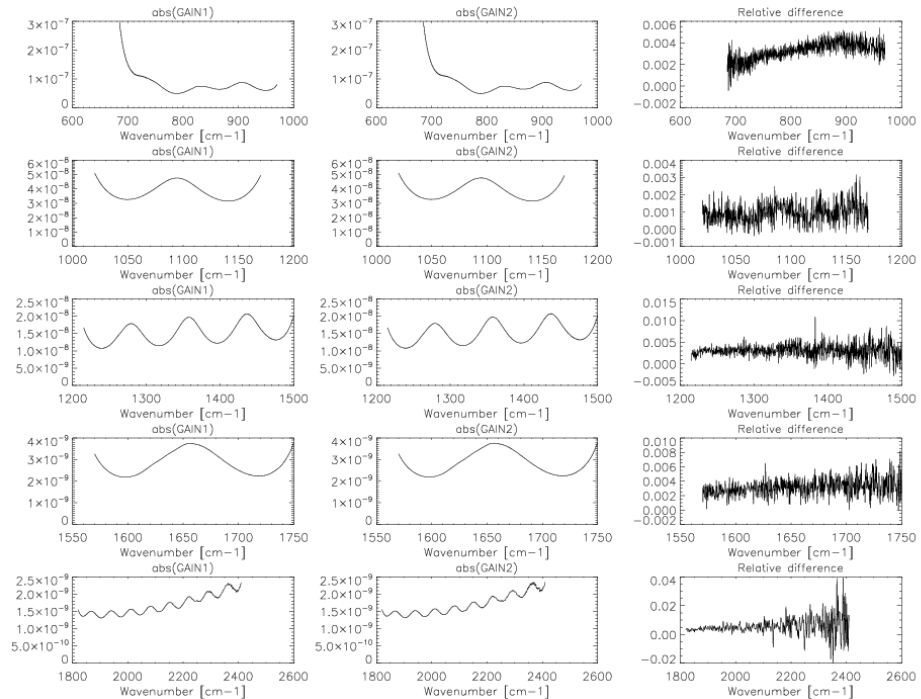 abs(GAIN1) abs(GAIN2) Relative difference
3×10⁻⁷ 3×10⁻⁷ 0.006
2×10⁻⁷ 2×10⁻⁷ 0.004
0.002
1×10⁻⁷ 1×10⁻⁷ 0.000
0 0 −0.002
600 700 800 900 1000 600 700 800 900 1000 600 700 800 900 1000
Wavenumber [cm−1] Wavenumber [cm−1] Wavenumber [cm−1]
abs(GAIN1) abs(GAIN2) Relative difference
6×10⁻⁸ 6×10⁻⁸ 0.004
5×10⁻⁸ 5×10⁻⁸ 0.003
4×10⁻⁸ 4×10⁻⁸ 0.002
3×10⁻⁸ 3×10⁻⁸ 0.001
2×10⁻⁸ 2×10⁻⁸ 0.000
1×10⁻⁸ 1×10⁻⁸ −0.001
0 0
1000 1050 1100 1150 1200 1000 1050 1100 1150 1200 1000 1050 1100 1150 1200
Wavenumber [cm−1] Wavenumber [cm−1] Wavenumber [cm−1]
abs(GAIN1) abs(GAIN2) Relative difference
2.5×10⁻⁸ 2.5×10⁻⁸ 0.015
2.0×10⁻⁸ 2.0×10⁻⁸ 0.010
1.5×10⁻⁸ 1.5×10⁻⁸ 0.005
1.0×10⁻⁸ 1.0×10⁻⁸ 0.000
5.0×10⁻⁹ 5.0×10⁻⁹ −0.005
0 0
1200 1300 1400 1500 1200 1300 1400 1500 1200 1300 1400 1500
Wavenumber [cm−1] Wavenumber [cm−1] Wavenumber [cm−1]
abs(GAIN1) abs(GAIN2) Relative difference
4×10⁻⁹ 4×10⁻⁹ 0.010
3×10⁻⁹ 3×10⁻⁹ 0.008
0.006
2×10⁻⁹ 2×10⁻⁹ 0.004
1×10⁻⁹ 1×10⁻⁹ 0.002
0.000
0 0 −0.002
1550 1600 1650 1700 1750 1550 1600 1650 1700 1750 1550 1600 1650 1700 1750
Wavenumber [cm−1] Wavenumber [cm−1] Wavenumber [cm−1]
abs(GAIN1) abs(GAIN2) Relative difference
2.5×10⁻⁹ 2.5×10⁻⁹ 0.04
2.0×10⁻⁹ 2.0×10⁻⁹ 0.02
1.5×10⁻⁹ 1.5×10⁻⁹
1.0×10⁻⁹ 1.0×10⁻⁹ 0.00
5.0×10⁻¹⁰ 5.0×10⁻¹⁰
0 0 −0.02
1800 2000 2200 2400 2600 1800 2000 2200 2400 2600 1800 2000 2200 2400 2600
Wavenumber [cm−1] Wavenumber [cm−1] Wavenumber [cm−1]